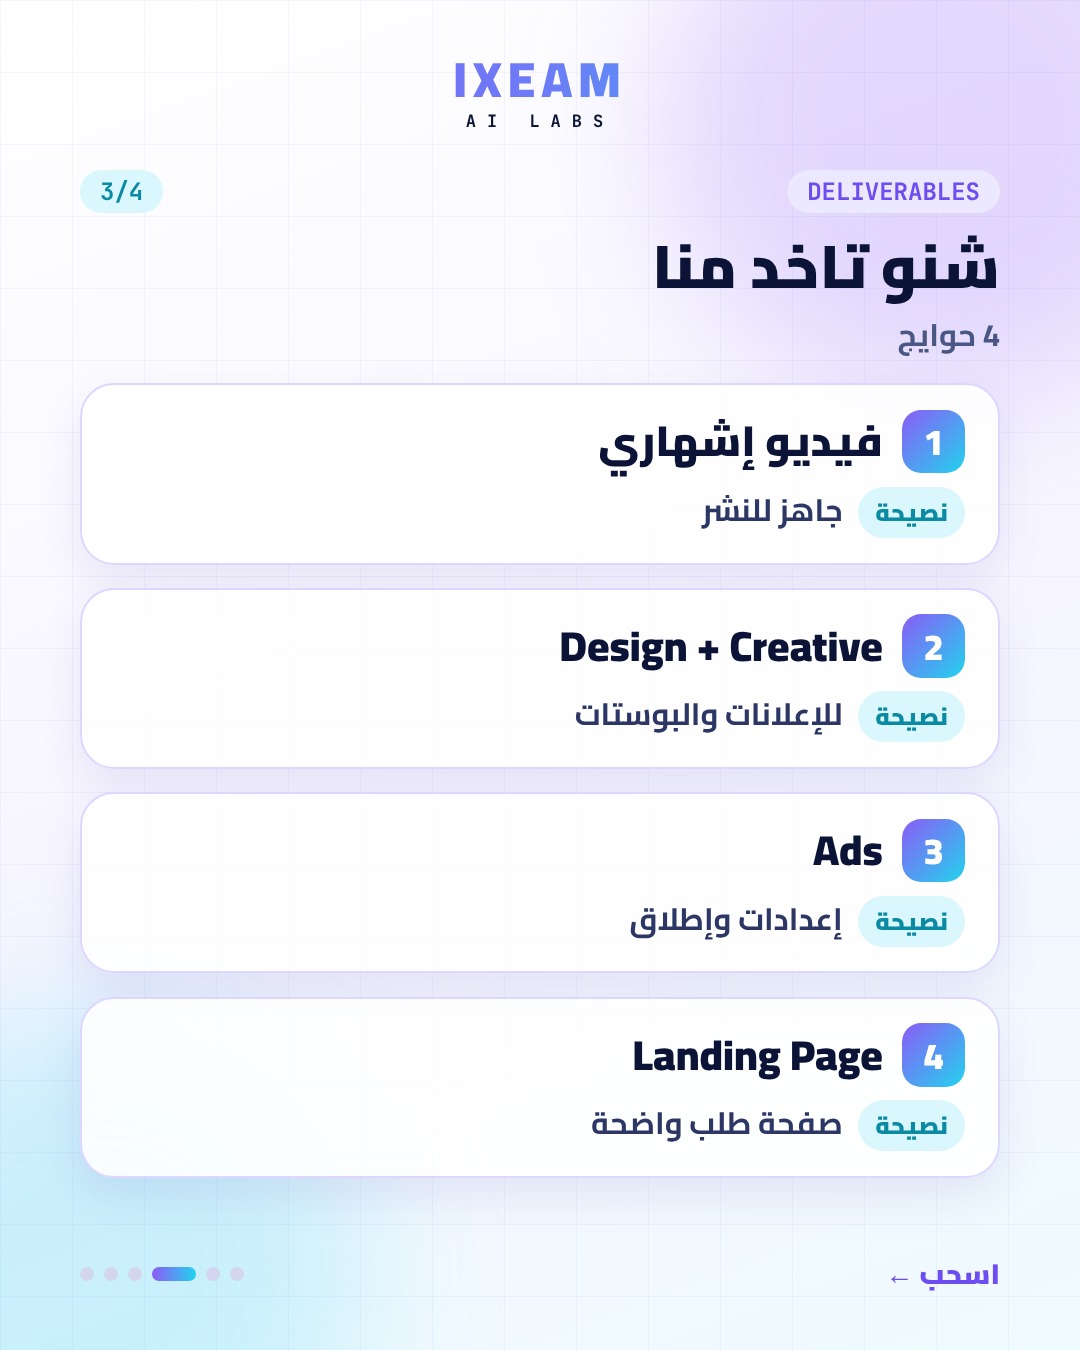 IXEAM
AI LABS
DELIVERABLES
3/4
شنو تاخد منا
4 حوايج
1 فيديو إشهاري
نصيحة جاهز للنشر
2 Design + Creative
نصيحة للإعلانات والبوستات
3 Ads
نصيحة إعدادات وإطلاق
4 Landing Page
نصيحة صفحة طلب واضحة
اسحب ←